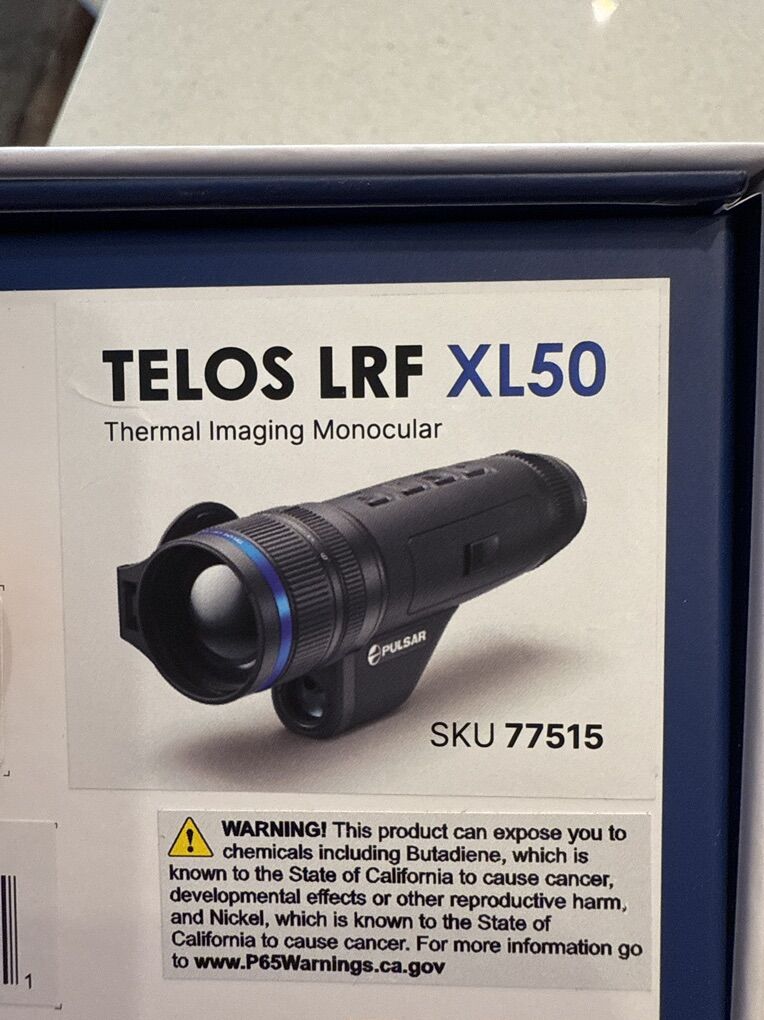 TELOS LRF XL50
Thermal Imaging Monocular
PULSAR
SKU 77515
WARNING! This product can expose you to
chemicals including Butadiene, which is
known to the State of California to cause cancer,
developmental effects or other reproductive harm,
and Nickel, which is known to the State of
California to cause cancer. For more information go
to www.P65Warnings.ca.gov
1